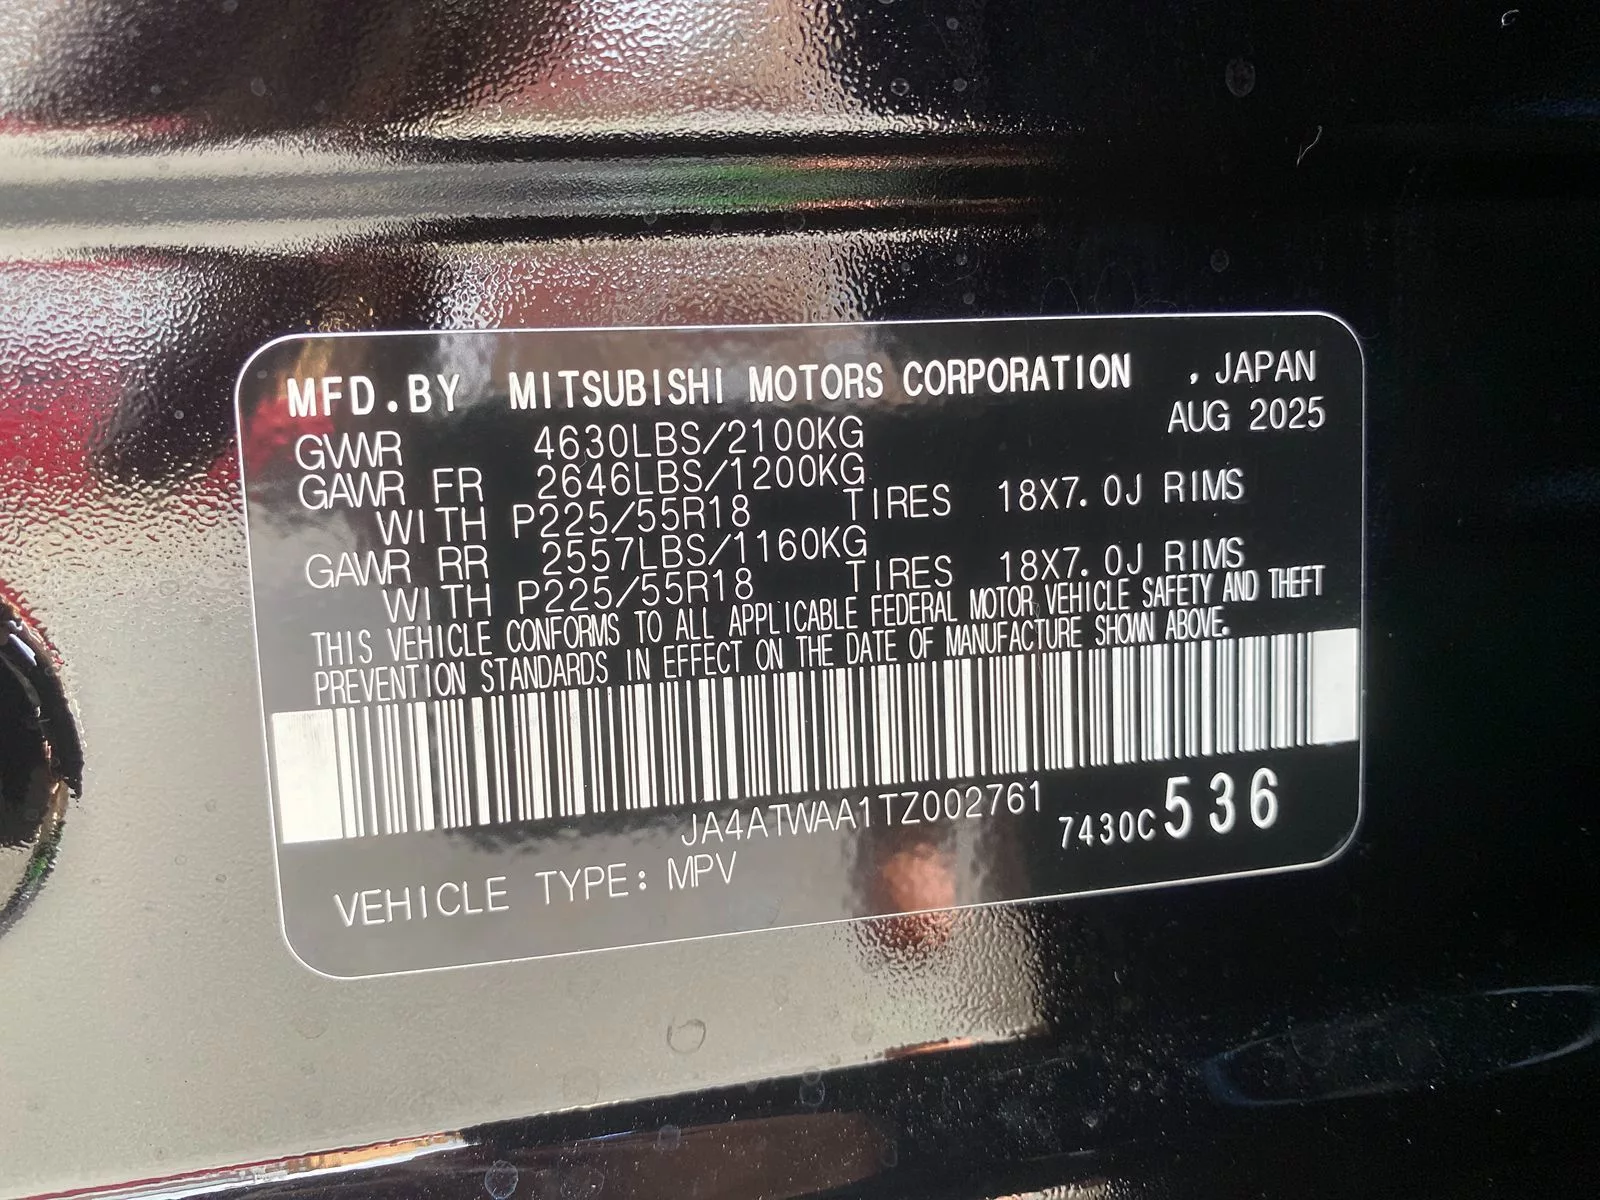 MFD.BY MITSUBISHI MOTORS CORPORATION , JAPAN
AUG 2025
GVWR 4630LBS/2100KG
GAWR FR 2646LBS/1200KG
WITH P225/55R18 TIRES 18X7.0J RIMS
GAWR RR 2557LBS/1160KG
WITH P225/55R18 TIRES 18X7.0J RIMS
THIS VEHICLE CONFORMS TO ALL APPLICABLE FEDERAL MOTOR VEHICLE SAFETY AND THEFT
PREVENTION STANDARDS IN EFFECT ON THE DATE OF MANUFACTURE SHOWN ABOVE.
JA4ATWAA1TZ002761
7430C536
VEHICLE TYPE: MPV